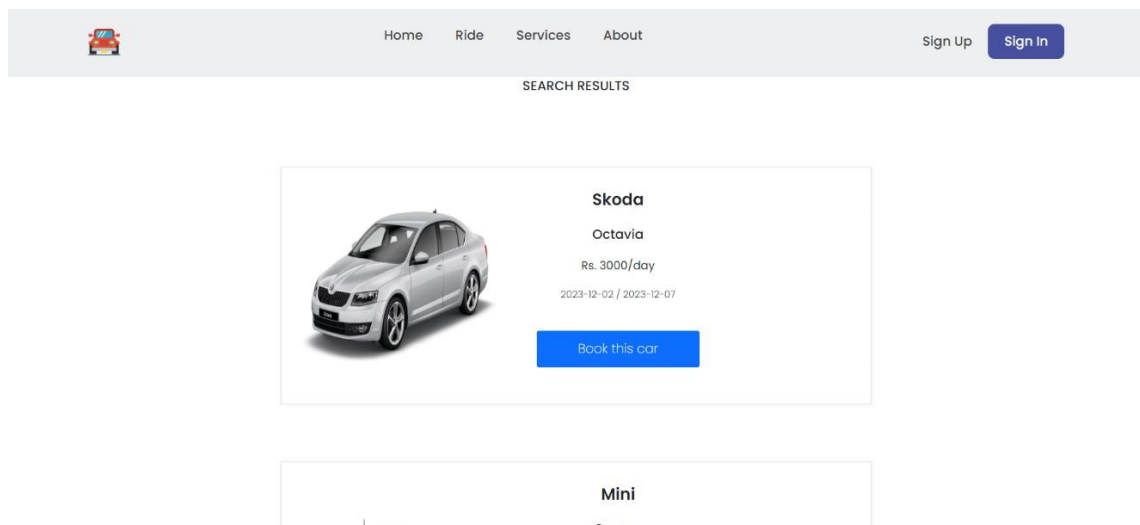 Home Ride Services About Sign Up Sign In
SEARCH RESULTS
Skoda
Octavia
Rs. 3000/day
2023-12-02 / 2023-12-07
Book this car
Mini